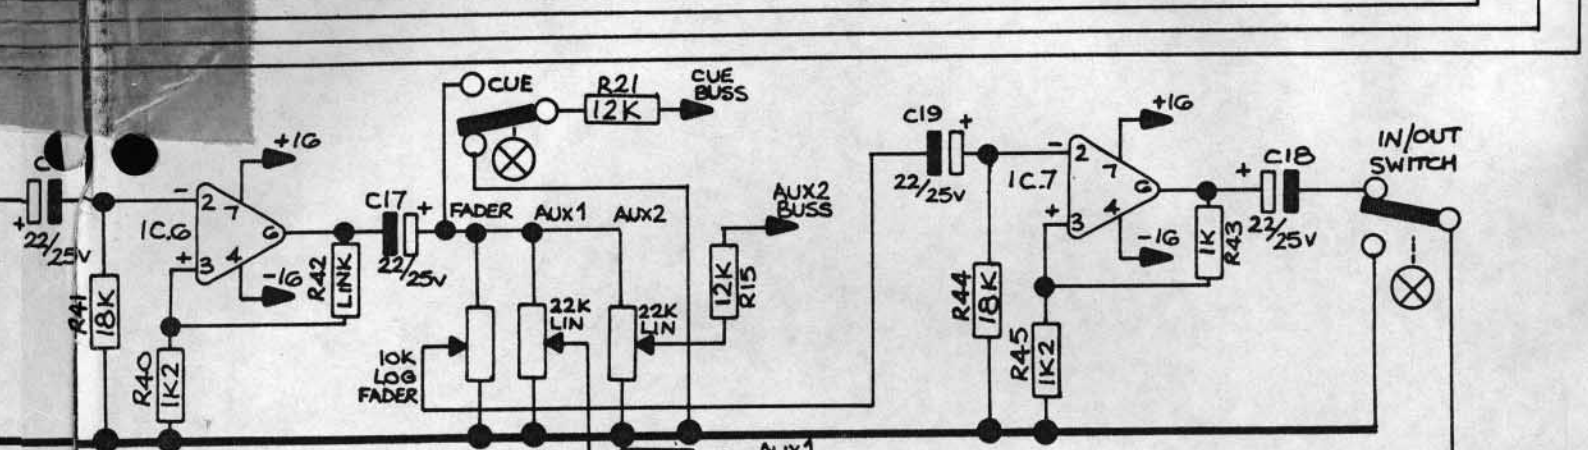 C
+
22/25V
R41
18K
-
2
7
+16
IC.6
6
+
3
4
-16
R40
1K2
R42
LINK
C17
+
22/25V
CUE
R21
12K
CUE
BUSS
FADER
AUX1
AUX2
10K
LOG
FADER
22K
LIN
22K
LIN
12K
R15
AUX2
BUSS
AUX1
C19
+
22/25V
R44
18K
-
2
7
+16
IC.7
6
+
3
4
-16
R45
1K2
1K
R43
+
C18
22/25V
IN/OUT
SWITCH